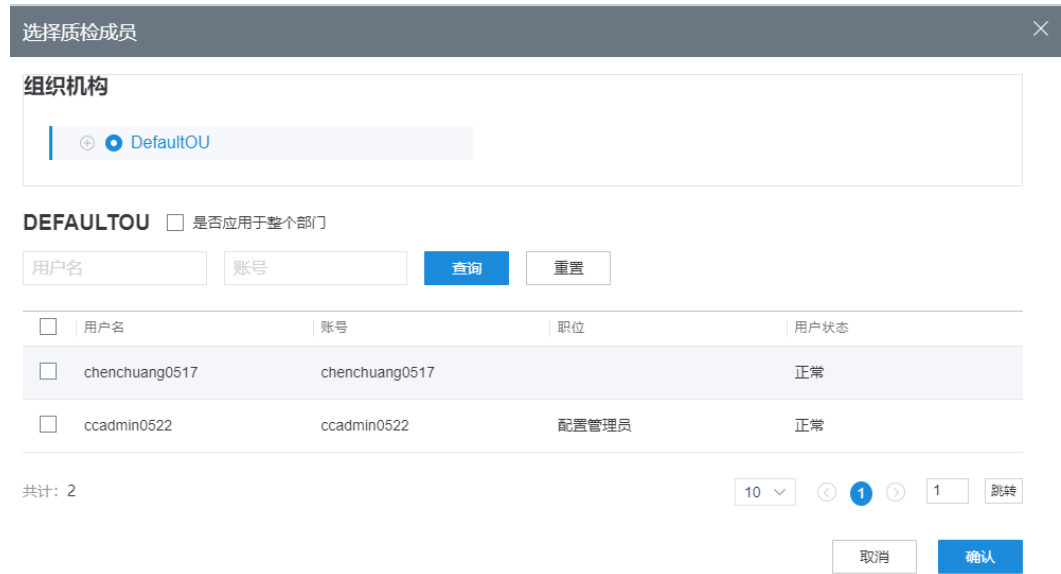 选择质检成员
组织机构
DefaultOU
DEFAULTOU 是否应用于整个部门
用户名 账号 查询 重置
用户名 账号 职位 用户状态
chenchuang0517 chenchuang0517 正常
ccadmin0522 ccadmin0522 配置管理员 正常
共计: 2 10 1 1 跳转
取消 确认